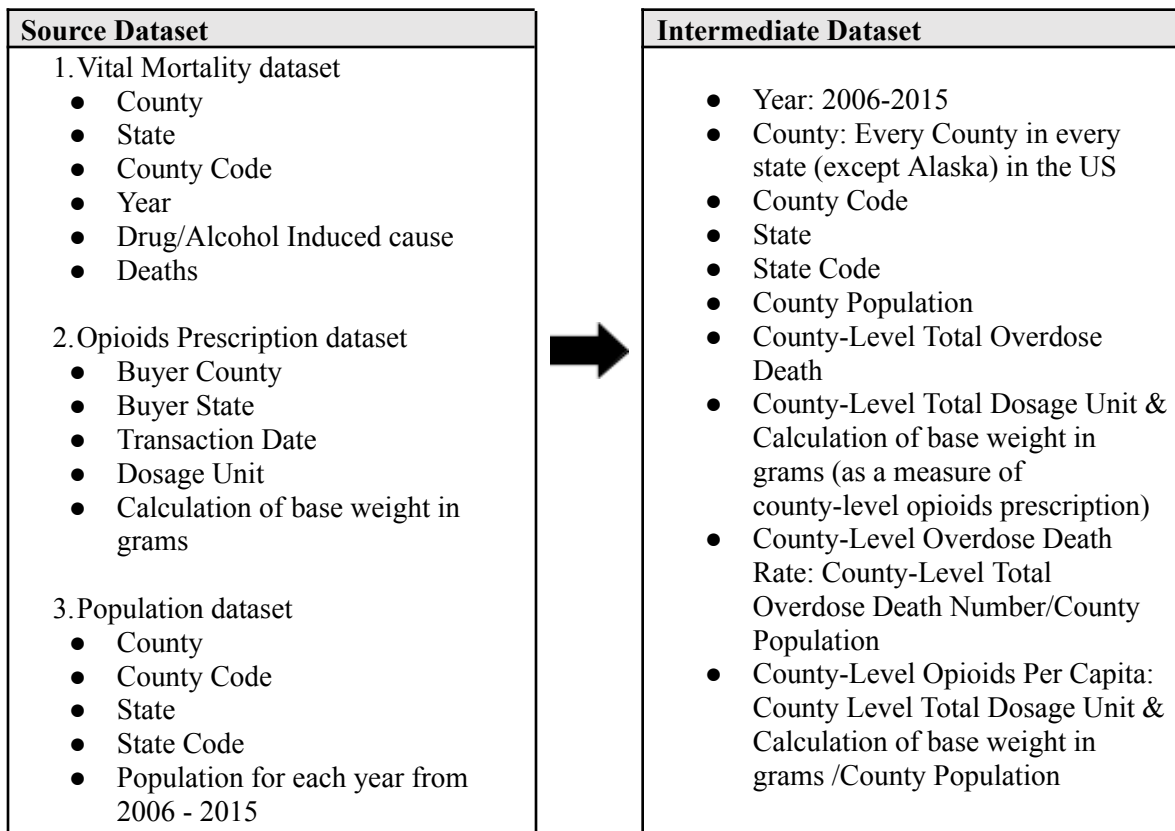 Source Dataset
1.Vital Mortality dataset
● County
● State
● County Code
● Year
● Drug/Alcohol Induced cause
● Deaths
2.Opioids Prescription dataset
● Buyer County
● Buyer State
● Transaction Date
● Dosage Unit
● Calculation of base weight in
grams
3.Population dataset
● County
● County Code
● State
● State Code
● Population for each year from
2006 - 2015
Intermediate Dataset
● Year: 2006-2015
● County: Every County in every
state (except Alaska) in the US
● County Code
● State
● State Code
● County Population
● County-Level Total Overdose
Death
● County-Level Total Dosage Unit &
Calculation of base weight in
grams (as a measure of
county-level opioids prescription)
● County-Level Overdose Death
Rate: County-Level Total
Overdose Death Number/County
Population
● County-Level Opioids Per Capita:
County Level Total Dosage Unit &
Calculation of base weight in
grams /County Population